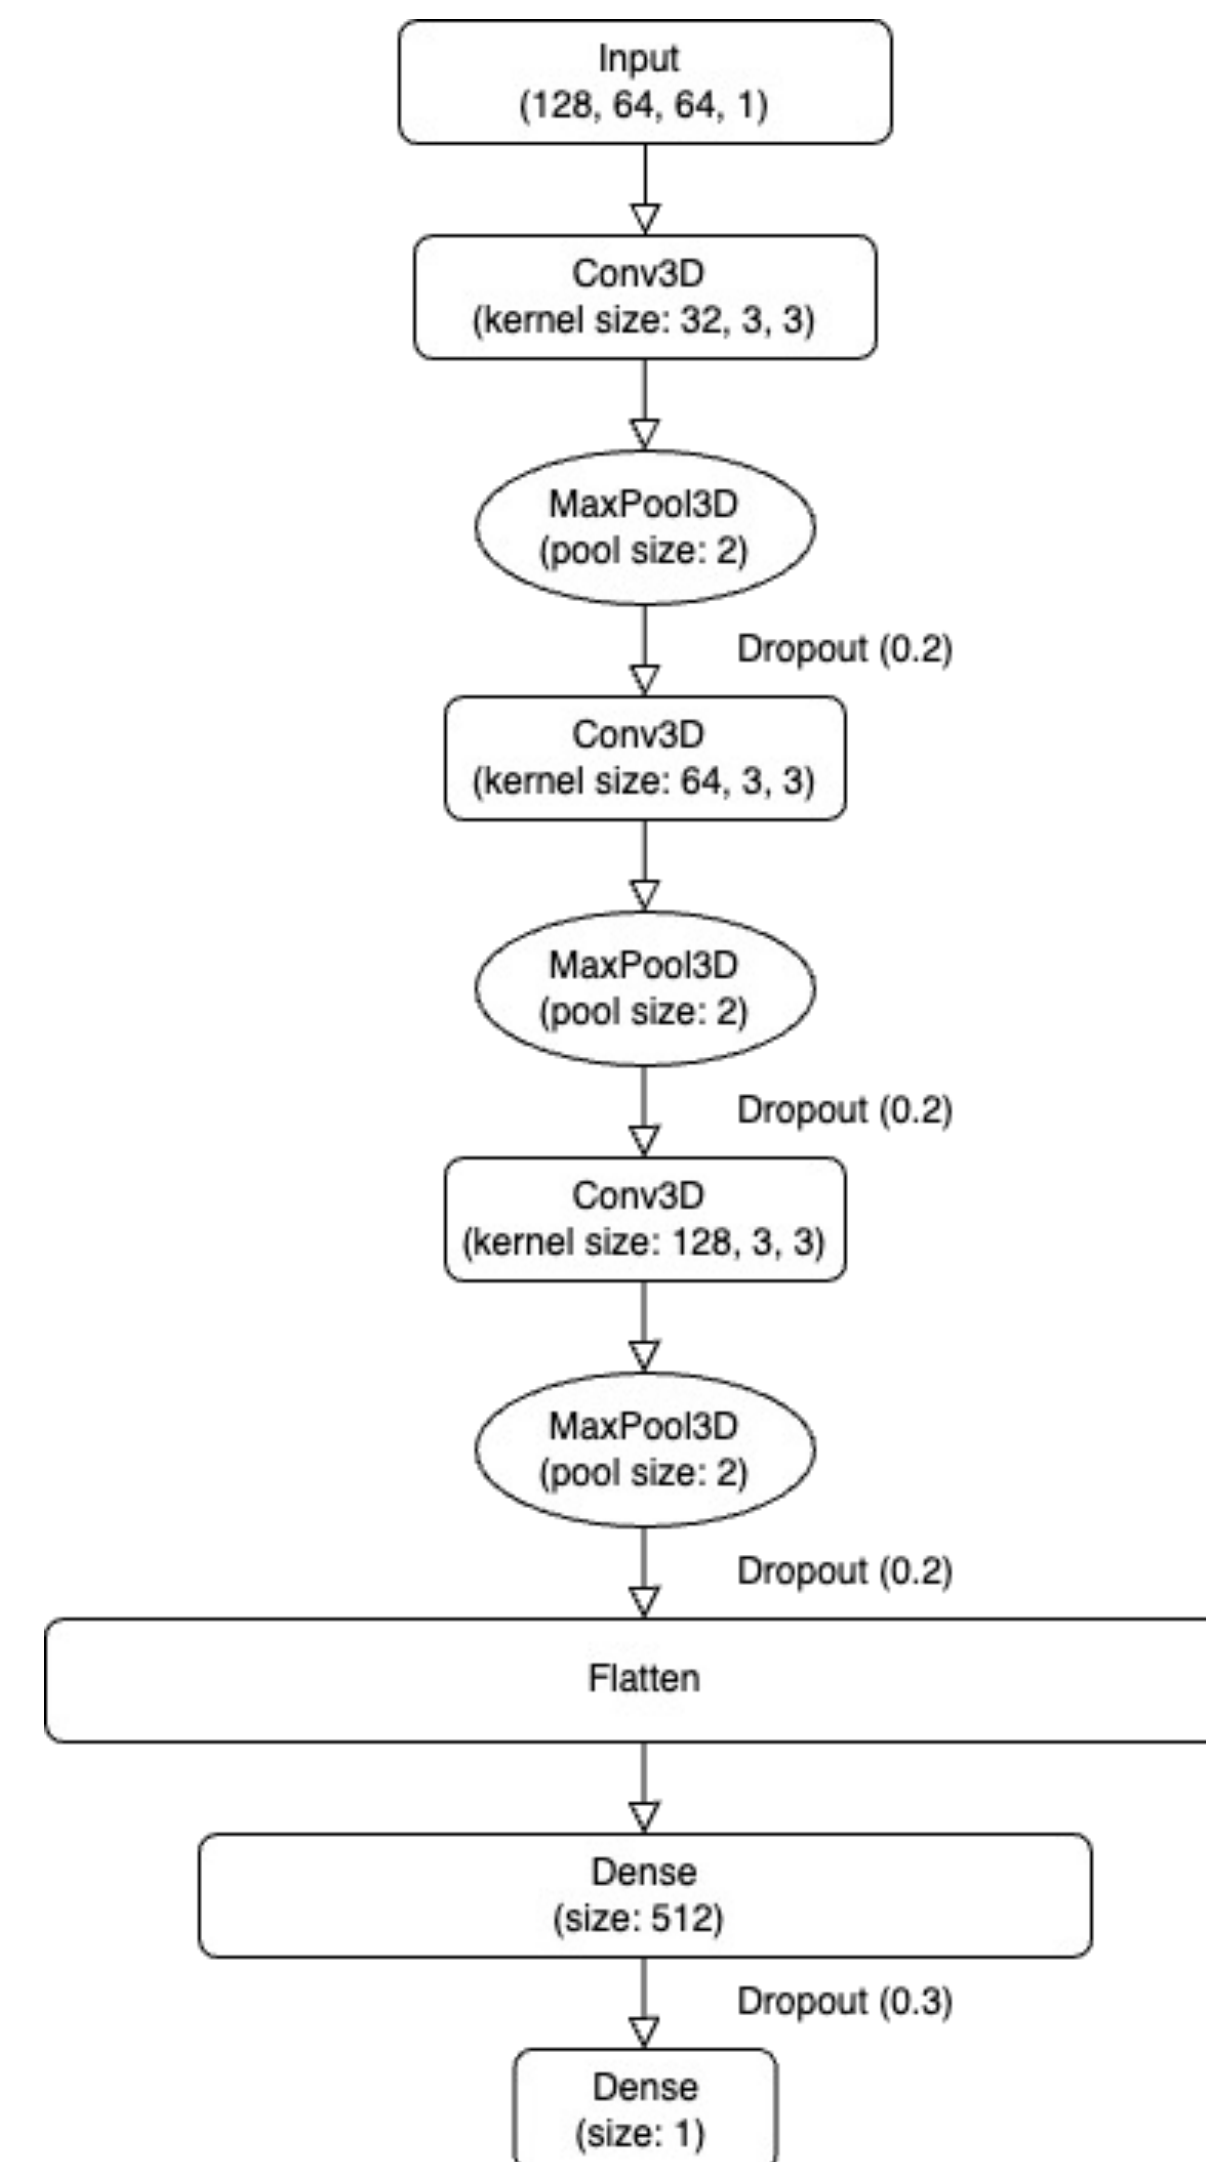 Input
(128, 64, 64, 1)
Conv3D
(kernel size: 32, 3, 3)
MaxPool3D
(pool size: 2)
Dropout (0.2)
Conv3D
(kernel size: 64, 3, 3)
MaxPool3D
(pool size: 2)
Dropout (0.2)
Conv3D
(kernel size: 128, 3, 3)
MaxPool3D
(pool size: 2)
Dropout (0.2)
Flatten
Dense
(size: 512)
Dropout (0.3)
Dense
(size: 1)